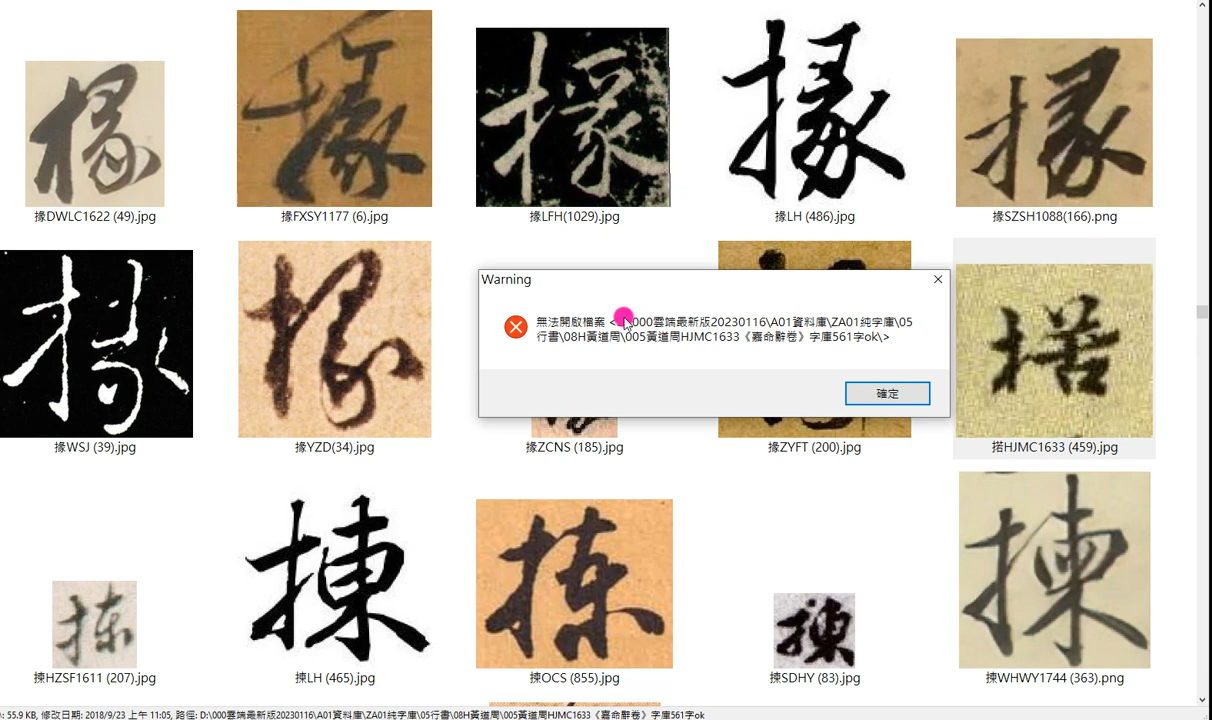 掾DWLC1622 (49).jpg
掾FXSY1177 (6).jpg
掾LFH(1029).jpg
掾LH (486).jpg
掾SZSH1088(166).png
Warning
無法開啟檔案 <
\000雲端最新版20230116\A01資料庫\ZA01純字庫\05
行書\08H黃道周\005黃道周HJMC1633《嘉命辭卷》字庫561字ok\>
確定
掾WSJ (39).jpg
掾YZD(34).jpg
掾ZCNS (185).jpg
掾ZYFT (200).jpg
掿HJMC1633 (459).jpg
揀HZSF1611 (207).jpg
揀LH (465).jpg
揀OCS (855).jpg
揀SDHY (83).jpg
揀WHWY1744 (363).png
: 55.9 KB, 修改日期: 2018/9/23 上午 11:05, 路徑: D:\000雲端最新版20230116\A01資料庫\ZA01純字庫\05行書\08H黃道周\005黃道周HJMC1633《嘉命辭卷》字庫561字ok